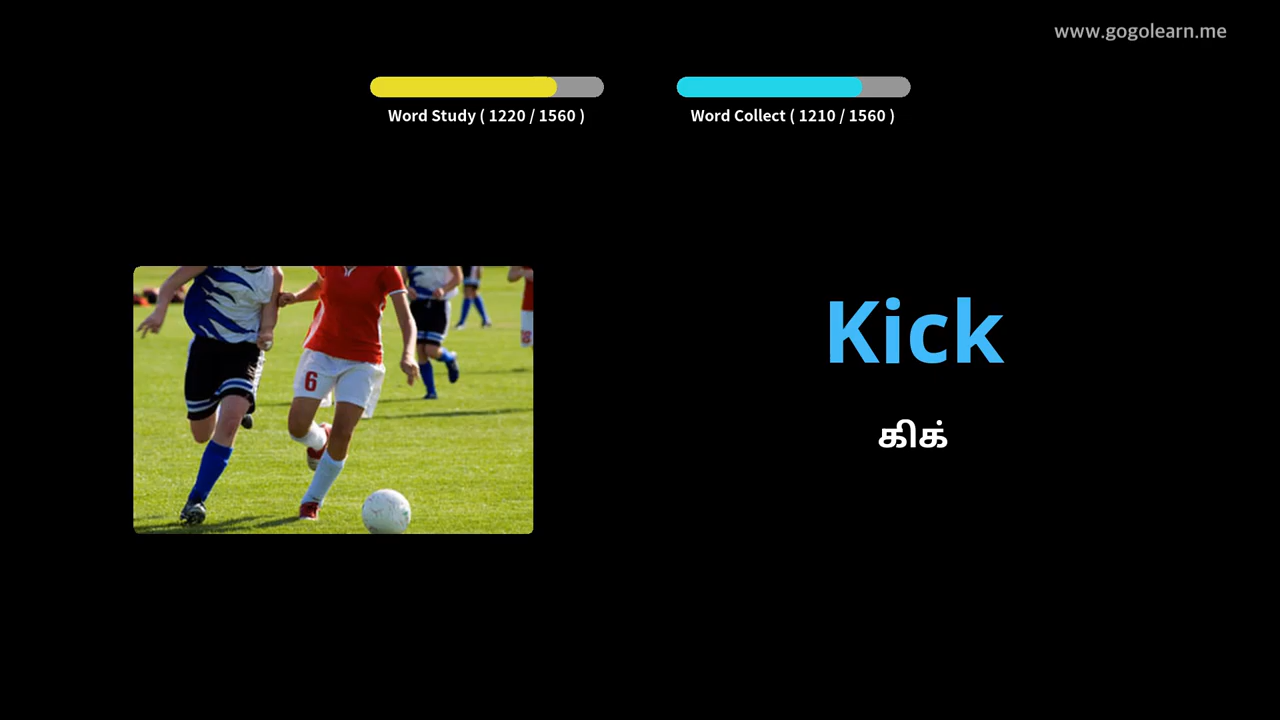 www.gogolearn.me
Word Study ( 1220 / 1560 )
Word Collect ( 1210 / 1560 )
6
Kick
கிக்